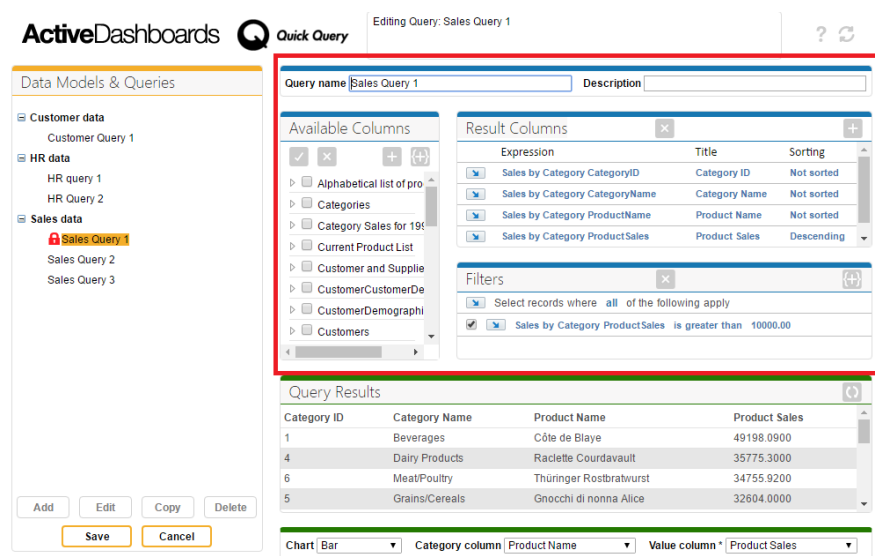 ActiveDashboards Quick Query
Editing Query: Sales Query 1
?
Data Models & Queries
Customer data
Customer Query 1
HR data
HR query 1
HR Query 2
Sales data
Sales Query 1
Sales Query 2
Sales Query 3
Add Edit Copy Delete
Save Cancel
Query name Sales Query 1 Description
Available Columns
Alphabetical list of pro
Categories
Category Sales for 199
Current Product List
Customer and Supplie
CustomerCustomerDe
CustomerDemographi
Customers
Result Columns
Expression Title Sorting
Sales by Category CategoryID Category ID Not sorted
Sales by Category CategoryName Category Name Not sorted
Sales by Category ProductName Product Name Not sorted
Sales by Category ProductSales Product Sales Descending
Filters
Select records where all of the following apply
Sales by Category ProductSales is greater than 10000.00
Query Results
Category ID Category Name Product Name Product Sales
1 Beverages Côte de Blaye 49198.0900
4 Dairy Products Raclette Courdavault 35775.3000
6 Meat/Poultry Thüringer Rostbratwurst 34755.9200
5 Grains/Cereals Gnocchi di nonna Alice 32604.0000
Chart Bar Category column Product Name Value column * Product Sales